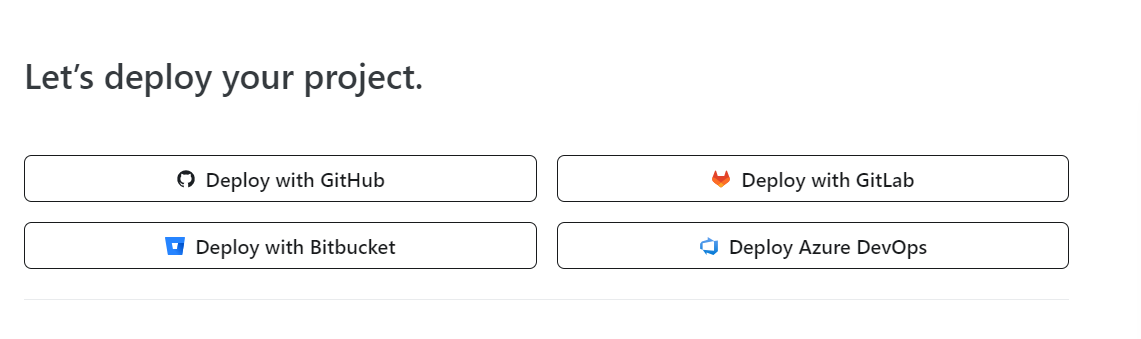 Let’s deploy your project.
Deploy with GitHub
Deploy with GitLab
Deploy with Bitbucket
Deploy Azure DevOps